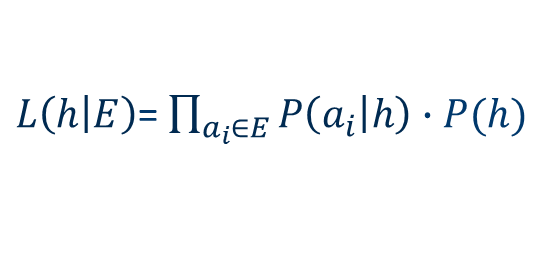 L(h|E)= ∏_{a_i∈E} P(a_i|h) · P(h)